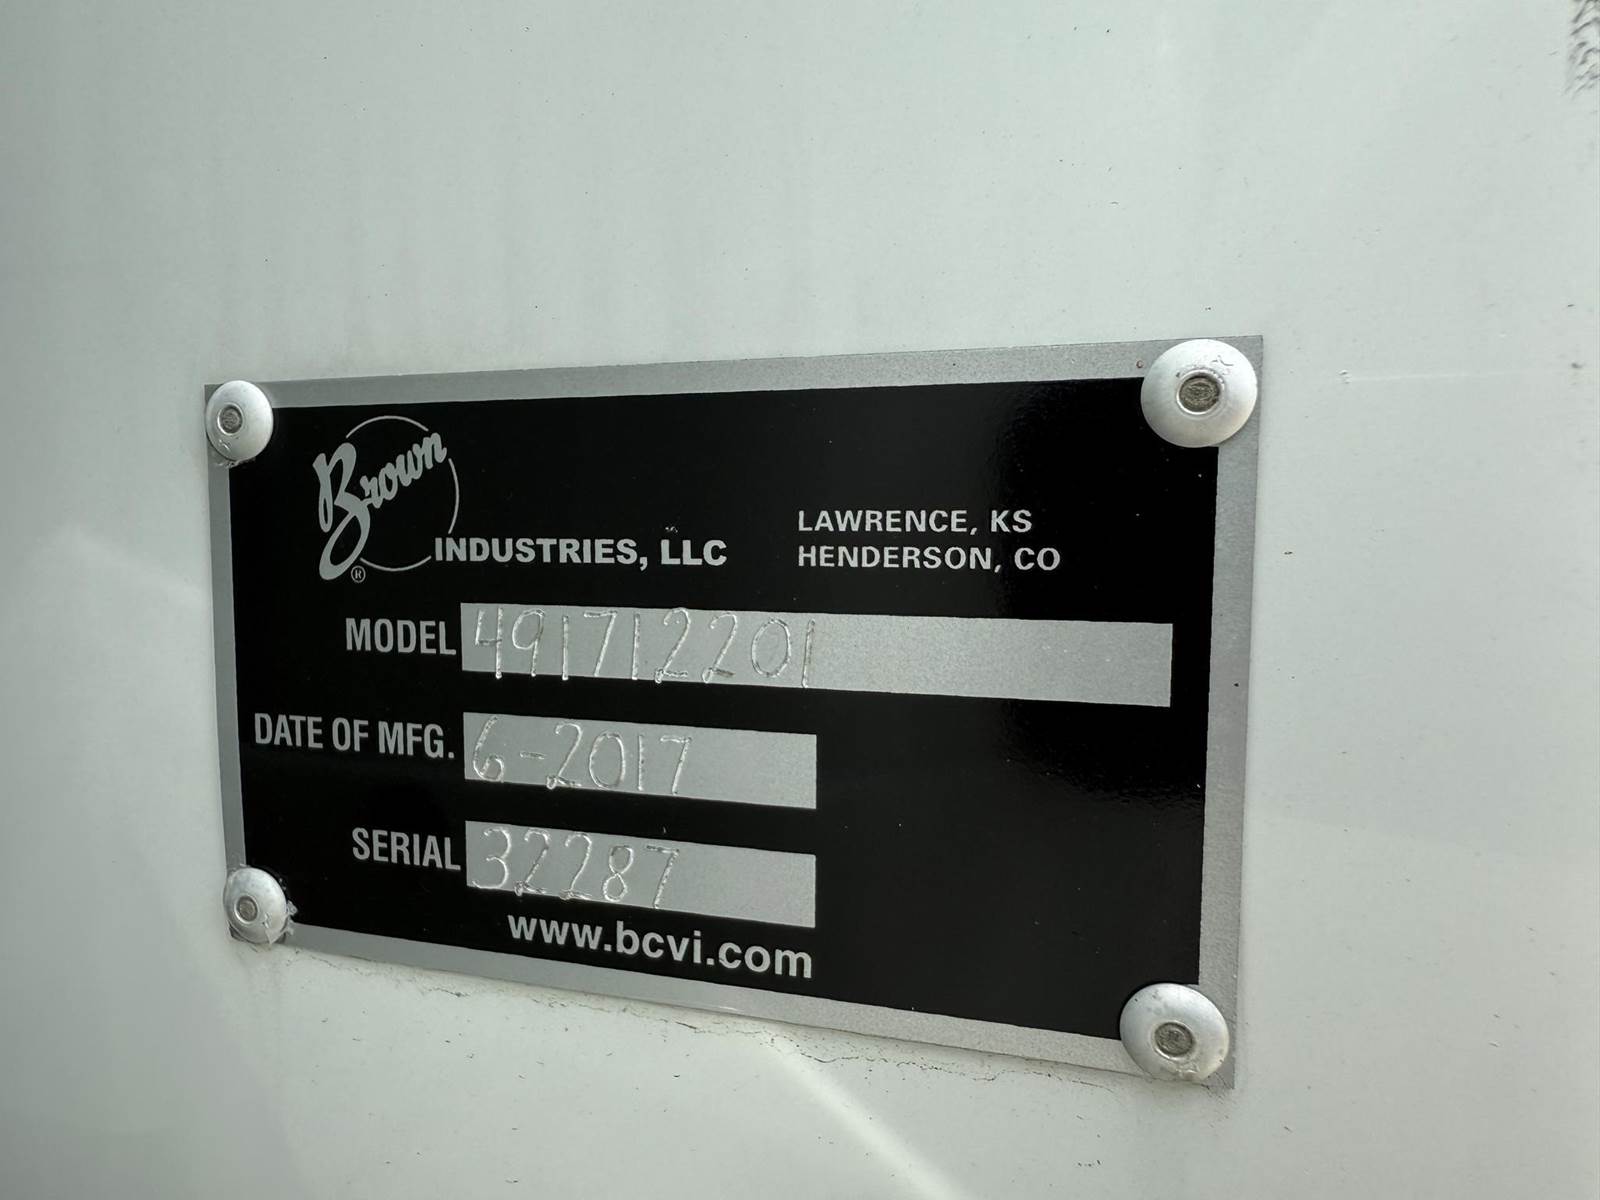 Brown
INDUSTRIES, LLC
®
LAWRENCE, KS
HENDERSON, CO
MODEL 491712201
DATE OF MFG. 6-2017
SERIAL 32287
www.bcvi.com